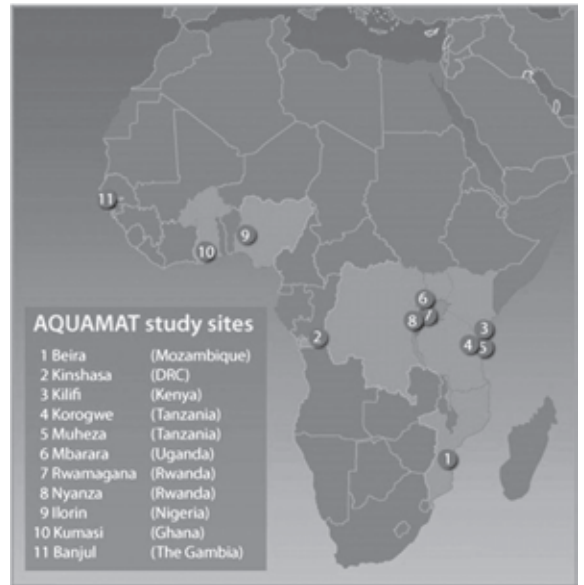 AQUAMAT study sites
1 Beira (Mozambique)
2 Kinshasa (DRC)
3 Kilifi (Kenya)
4 Korogwe (Tanzania)
5 Muheza (Tanzania)
6 Mbarara (Uganda)
7 Rwamagana (Rwanda)
8 Nyanza (Rwanda)
9 Ilorin (Nigeria)
10 Kumasi (Ghana)
11 Banjul (The Gambia)
11
9
10
6
7
8
2
3
4
5
1